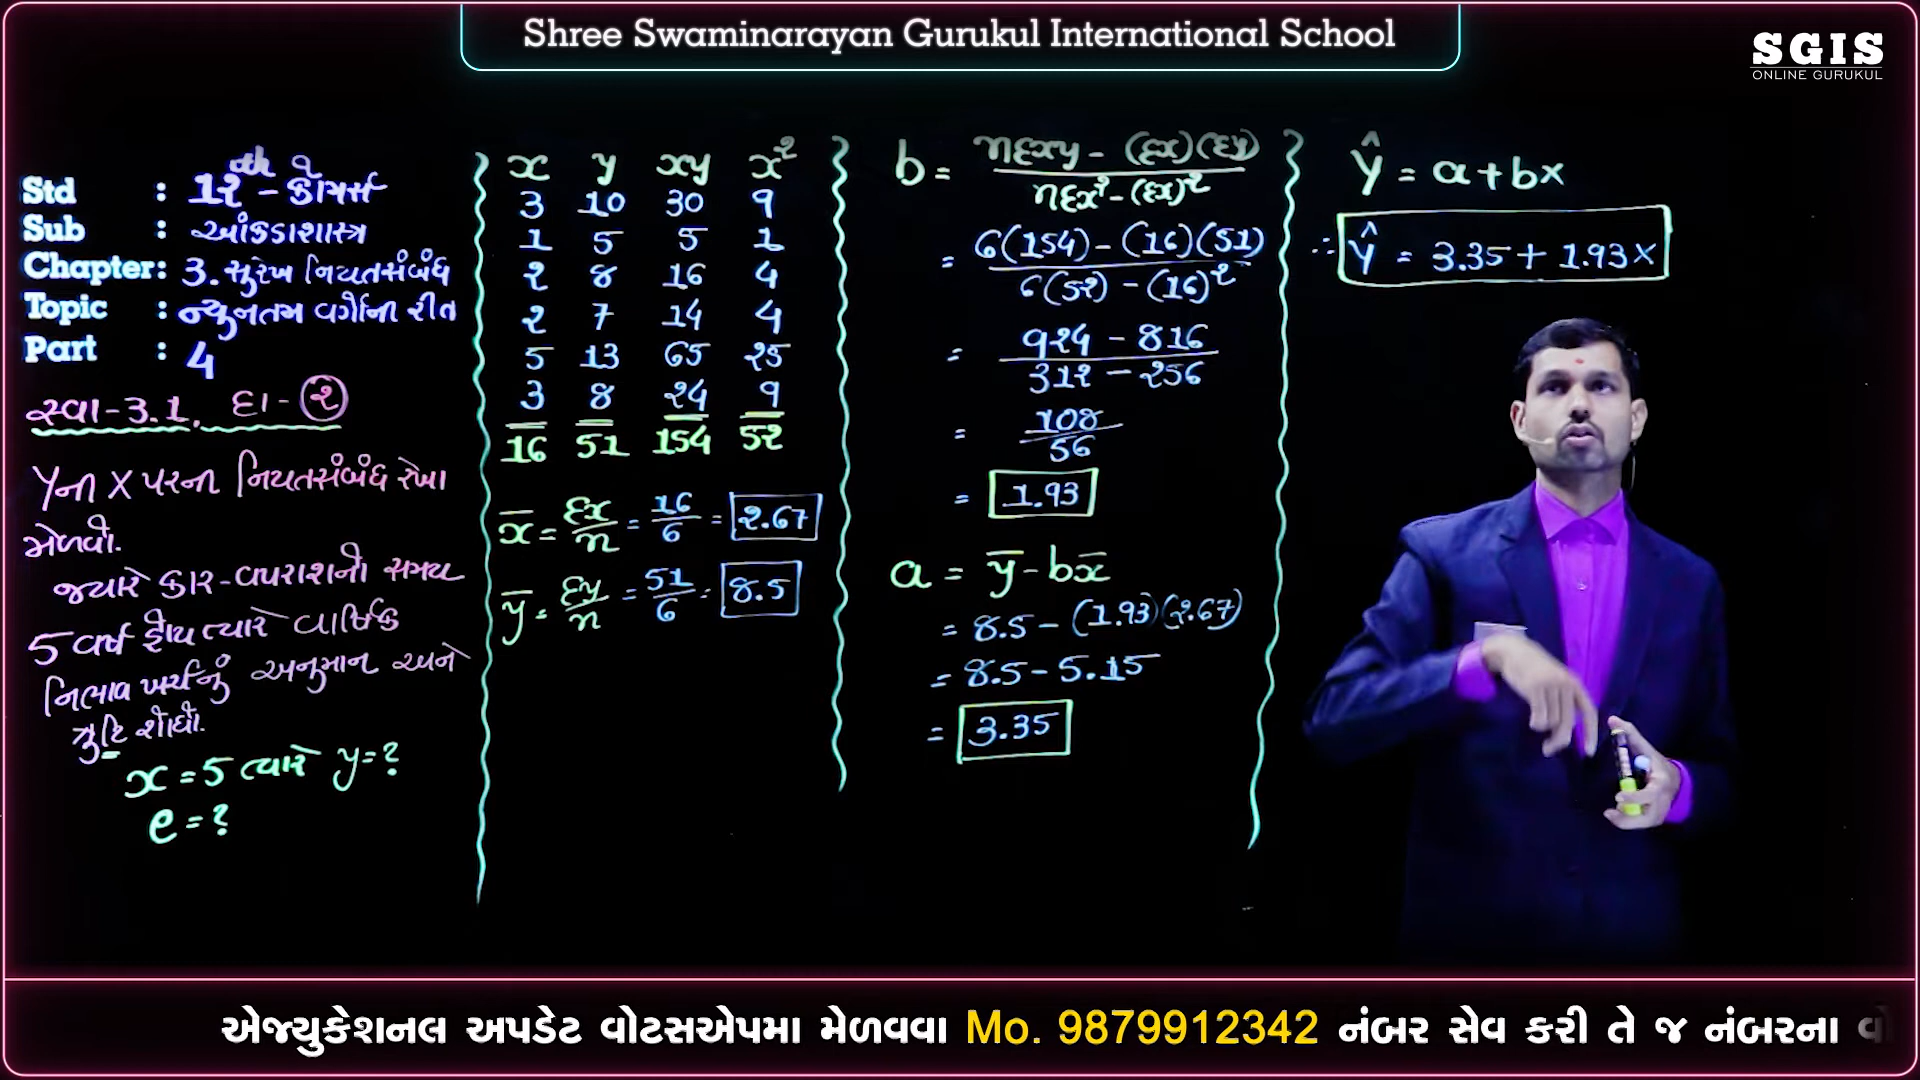 Shree Swaminarayan Gurukul International School
SGIS
ONLINE GURUKUL
Std : 12th - કોમર્સ
Sub : આંકડાશાસ્ત્ર
Chapter: 3. સુરેખ નિયતસંબંધ
Topic : ન્યુનતમ વર્ગોની રીત
Part : 4
સ્વા-3.1. દા-૨
Yની X પરની નિયતસંબંધ રેખા
મેળવો.
જ્યારે કાર-વપરાશનો સમય
5 વર્ષ હોય ત્યારે વાર્ષિક
નિભાવ ખર્ચનું અનુમાન અને
ત્રુટિ શોધો.
x = 5 ત્યારે y = ?
e = ?
x y xy x²
3 10 30 9
1 5 5 1
2 8 16 4
2 7 14 4
5 13 65 25
3 8 24 9
16 51 154 52
x̄ = Σx/n = 16/6 = 2.67
ȳ = Σy/n = 51/6 = 8.5
b = nΣxy - (Σx)(Σy) / nΣx² - (Σx)²
= 6(154) - (16)(51) / 6(52) - (16)²
= 924 - 816 / 312 - 256
= 108 / 56
= 1.93
a = ȳ - bx̄
= 8.5 - (1.93)(2.67)
= 8.5 - 5.15
= 3.35
Ŷ = a + bx
∴ Ŷ = 3.35 + 1.93x
એજ્યુકેશનલ અપડેટ વોટસએપમા મેળવવા Mo. 9879912342 નંબર સેવ કરી તે જ નંબરના